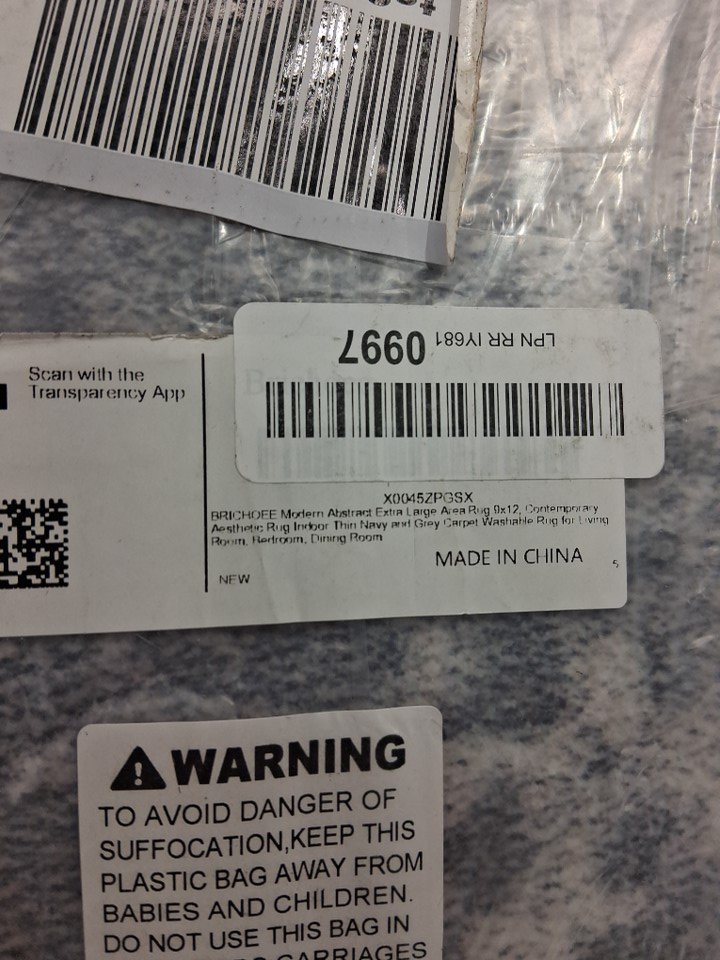 Scan with the
Transparency App
LPN RR IY681 0997
X0045ZPGSX
BRICHOEE Modern Abstract Extra Large Area Rug 9x12, Contemporary
Aesthetic Rug Indoor Thin Navy and Grey Carpet Washable Rug for Living
Room, Bedroom, Dining Room
NEW
MADE IN CHINA
5
WARNING
TO AVOID DANGER OF
SUFFOCATION,KEEP THIS
PLASTIC BAG AWAY FROM
BABIES AND CHILDREN.
DO NOT USE THIS BAG IN
CARRIAGES